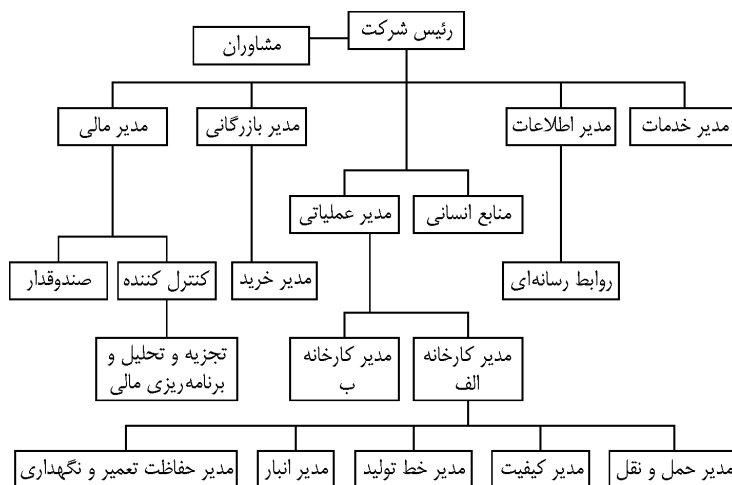 رئیس شرکت
مشاوران
مدیر خدمات
مدیر اطلاعات
مدیر بازرگانی
مدیر مالی
منابع انسانی
مدیر عملیاتی
روابط رسانه‌ای
مدیر خرید
کنترل کننده
صندوقدار
مدیر کارخانه
الف
مدیر کارخانه
ب
تجزیه و تحلیل و
برنامه‌ریزی مالی
مدیر حمل و نقل
مدیر کیفیت
مدیر خط تولید
مدیر انبار
مدیر حفاظت تعمیر و نگهداری